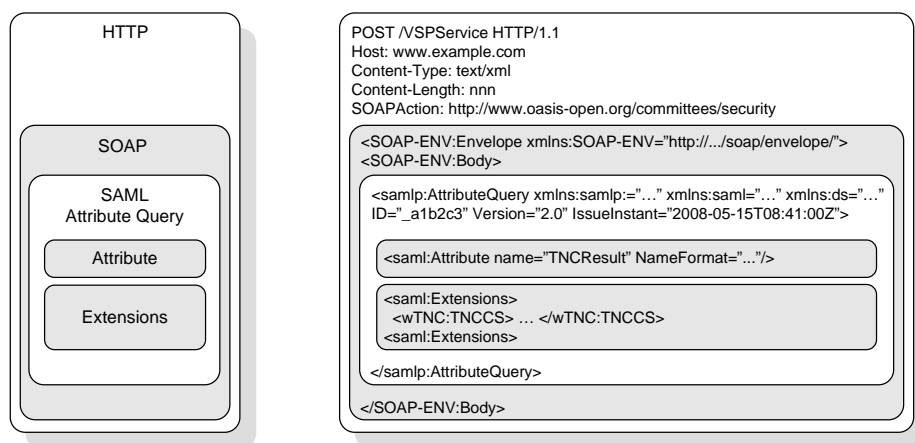 HTTP
SOAP
SAML
Attribute Query
Attribute
Extensions
POST /VSPService HTTP/1.1
Host: www.example.com
Content-Type: text/xml
Content-Length: nnn
SOAPAction: http://www.oasis-open.org/committees/security
<SOAP-ENV:Envelope xmlns:SOAP-ENV=”http://.../soap/envelope/”>
<SOAP-ENV:Body>
<samlp:AttributeQuery xmlns:samlp:=”…” xmlns:saml=”…” xmlns:ds=”…”
ID=”_a1b2c3” Version=”2.0” IssueInstant=”2008-05-15T08:41:00Z”>
<saml:Attribute name=”TNCResult” NameFormat=”...”/>
<saml:Extensions>
<wTNC:TNCCS> … </wTNC:TNCCS>
<saml:Extensions>
</samlp:AttributeQuery>
</SOAP-ENV:Body>